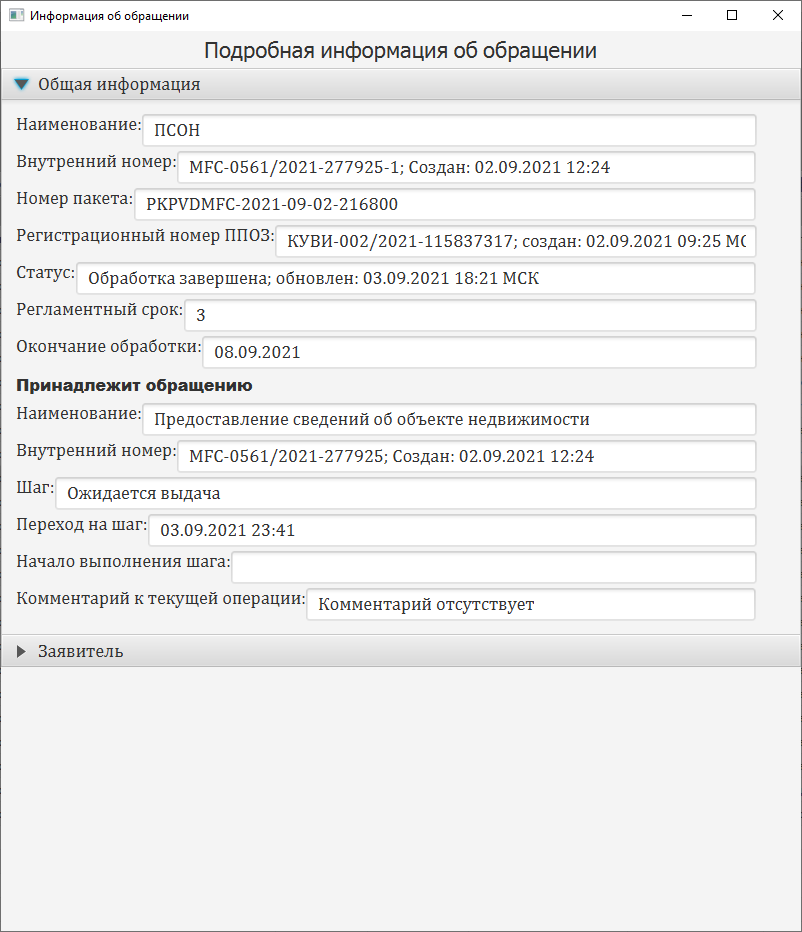 Информация об обращении
Подробная информация об обращении
Общая информация
Наименование: ПСОН
Внутренний номер: MFC-0561/2021-277925-1; Создан: 02.09.2021 12:24
Номер пакета: PKPVDMFC-2021-09-02-216800
Регистрационный номер ППОЗ: КУВИ-002/2021-115837317; создан: 02.09.2021 09:25
Статус: Обработка завершена; обновлен: 03.09.2021 18:21 МСК
Регламентный срок: 3
Окончание обработки: 08.09.2021
Принадлежит обращению
Наименование: Предоставление сведений об объекте недвижимости
Внутренний номер: MFC-0561/2021-277925; Создан: 02.09.2021 12:24
Шаг: Ожидается выдача
Переход на шаг: 03.09.2021 23:41
Начало выполнения шага:
Комментарий к текущей операции: Комментарий отсутствует
Заявитель